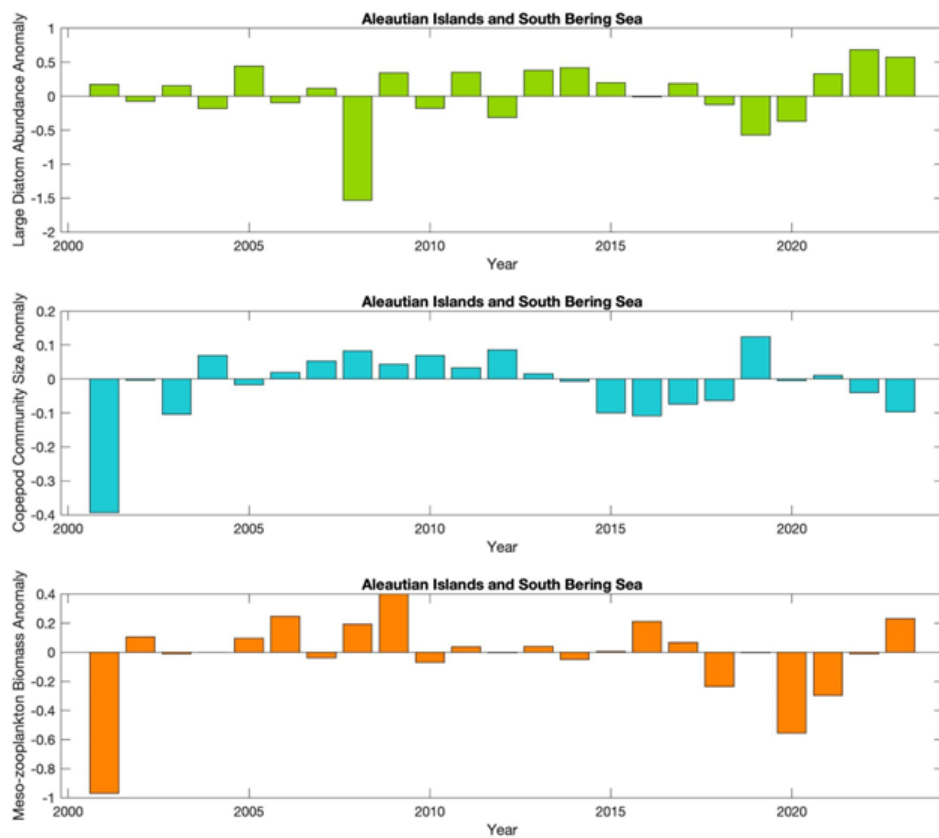 Aleautian Islands and South Bering Sea
Large Diatom Abundance Anomaly
1
0.5
0
-0.5
-1
-1.5
-2
2000 2005 2010 2015 2020
Year
Aleautian Islands and South Bering Sea
Copepod Community Size Anomaly
0.2
0.1
0
-0.1
-0.2
-0.3
-0.4
2000 2005 2010 2015 2020
Year
Aleautian Islands and South Bering Sea
Meso-zooplankton Biomass Anomaly
0.4
0.2
0
-0.2
-0.4
-0.6
-0.8
-1
2000 2005 2010 2015 2020
Year